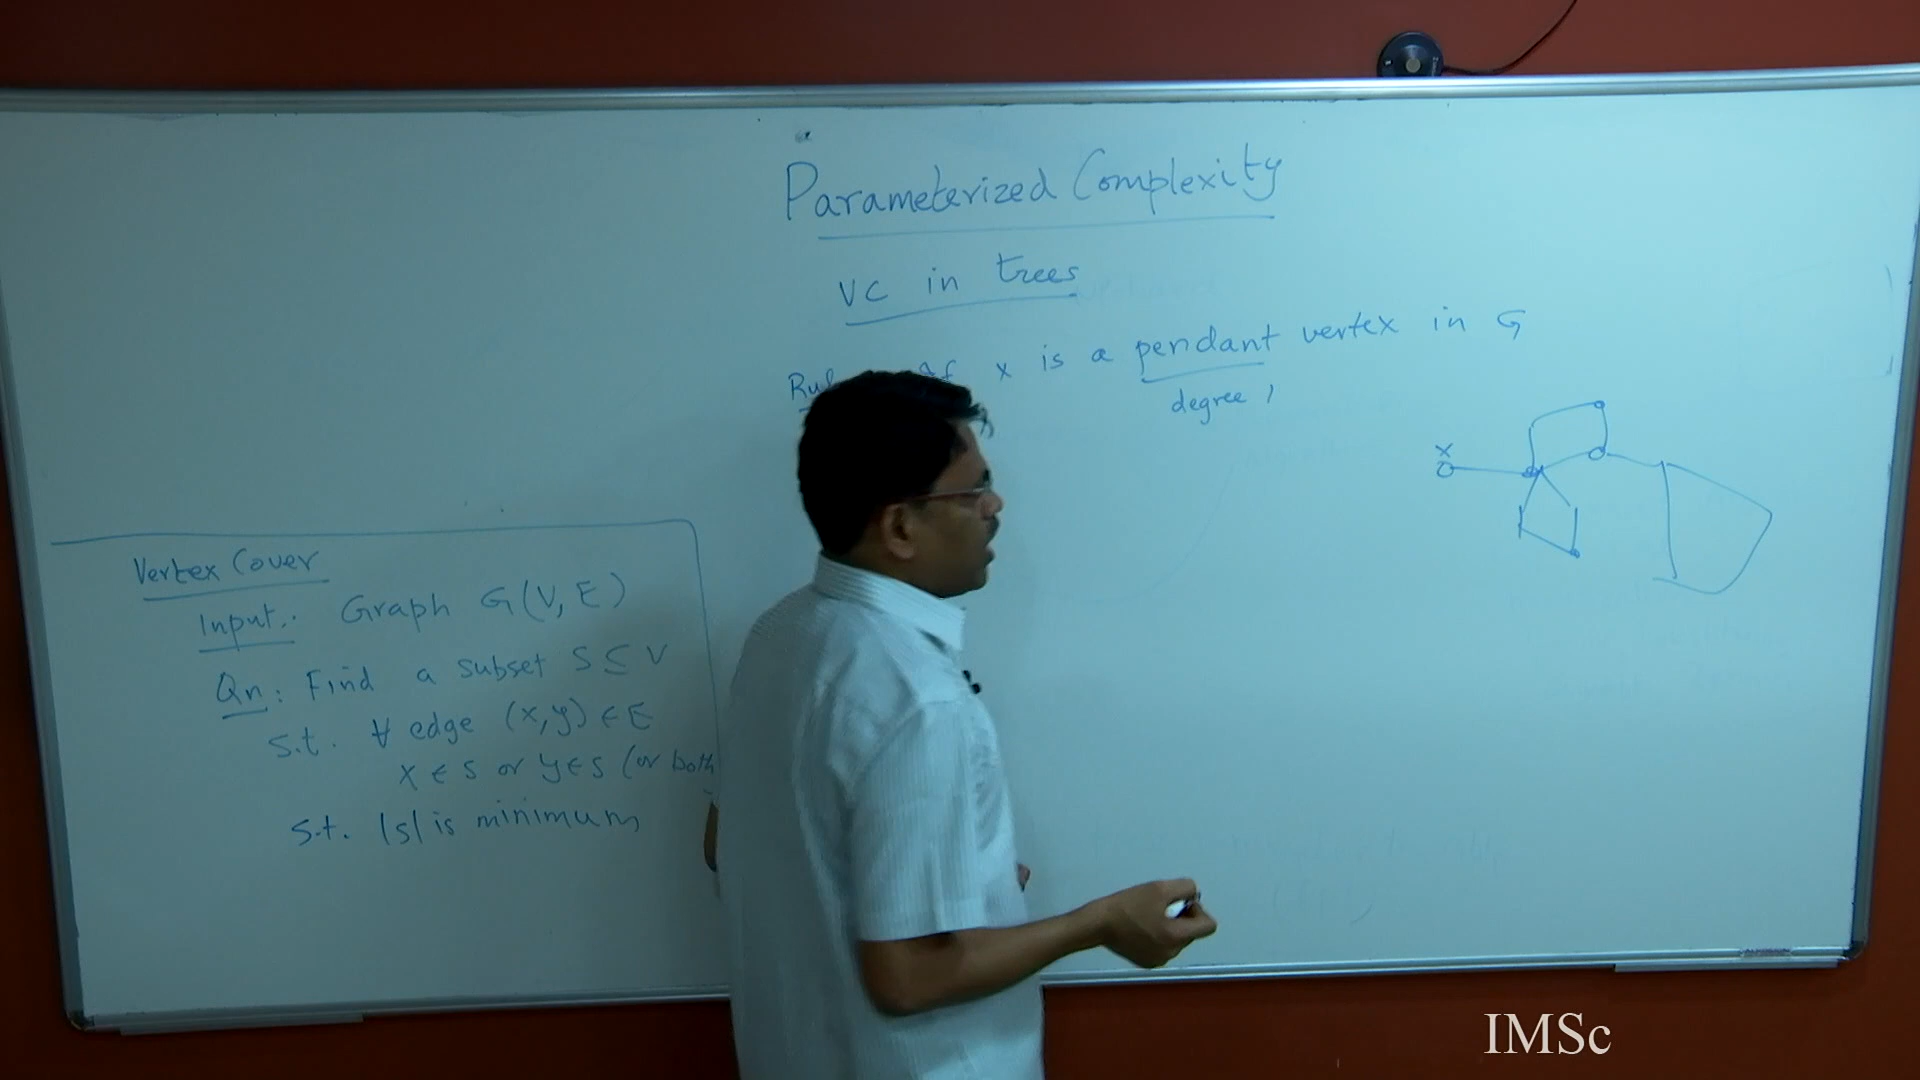 Parameterized Complexity
VC in trees
x is a pendant vertex in G
degree 1
x
Vertex Cover
Input: Graph G(V, E)
Qn: Find a subset S ⊆ V
s.t. ∀ edge (x,y) ∈ E
x ∈ S or y ∈ S (or both
s.t. |S| is minimum
IMSc